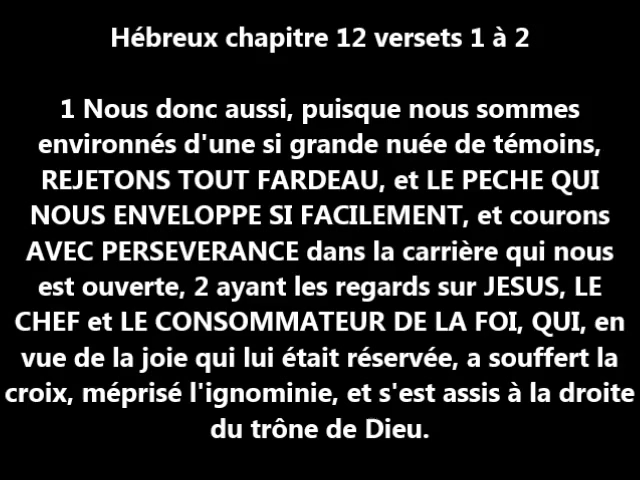 Hébreux chapitre 12 versets 1 à 2
1 Nous donc aussi, puisque nous sommes
environnés d'une si grande nuée de témoins,
REJETONS TOUT FARDEAU, et LE PECHE QUI
NOUS ENVELOPPE SI FACILEMENT, et courons
AVEC PERSEVERANCE dans la carrière qui nous
est ouverte, 2 ayant les regards sur JESUS, LE
CHEF et LE CONSOMMATEUR DE LA FOI, QUI, en
vue de la joie qui lui était réservée, a souffert la
croix, méprisé l'ignominie, et s'est assis à la droite
du trône de Dieu.